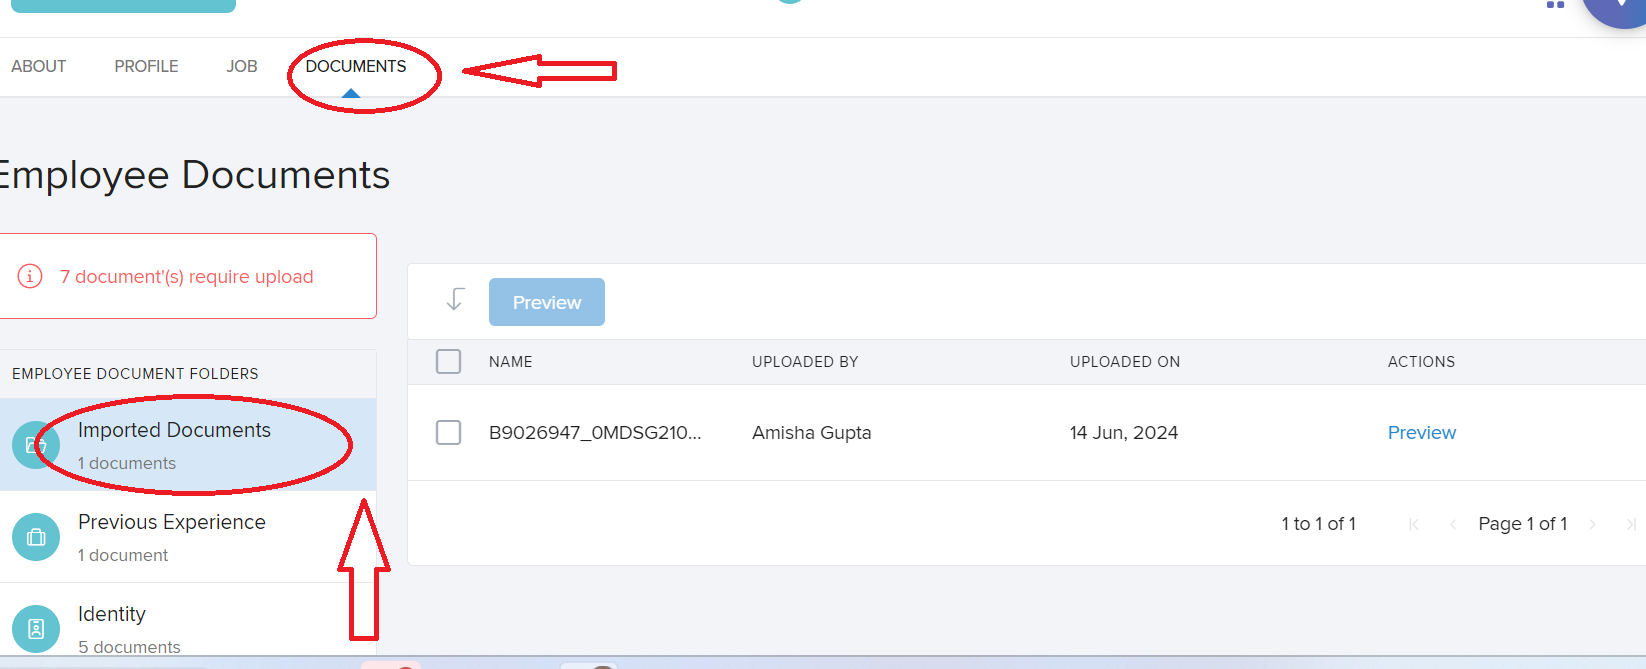 ABOUT PROFILE JOB DOCUMENTS
Employee Documents
7 document'(s) require upload
EMPLOYEE DOCUMENT FOLDERS
Imported Documents
1 documents
Previous Experience
1 document
Identity
5 documents
Preview
NAME UPLOADED BY UPLOADED ON ACTIONS
B9026947_0MDSG210... Amisha Gupta 14 Jun, 2024 Preview
1 to 1 of 1 Page 1 of 1